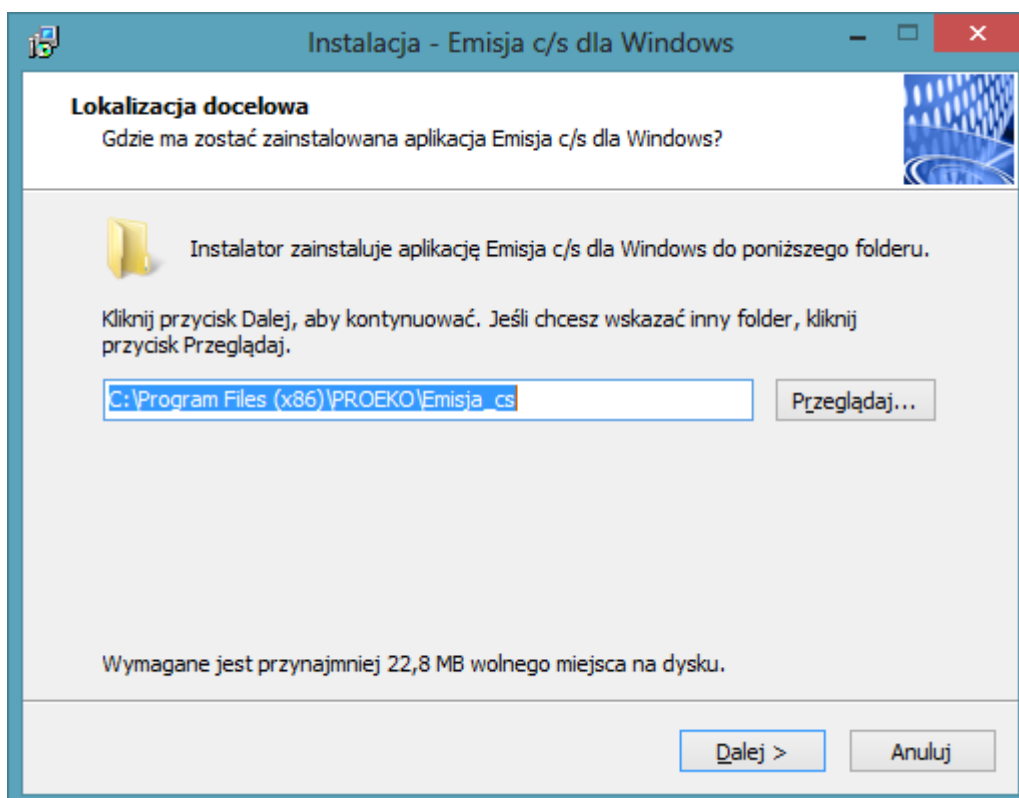 Instalacja - Emisja c/s dla Windows
Lokalizacja docelowa
Gdzie ma zostać zainstalowana aplikacja Emisja c/s dla Windows?
Instalator zainstaluje aplikację Emisja c/s dla Windows do poniższego folderu.
Kliknij przycisk Dalej, aby kontynuować. Jeśli chcesz wskazać inny folder, kliknij
przycisk Przeglądaj.
C:\Program Files (x86)\PROEKO\Emisja_cs
Przeglądaj...
Wymagane jest przynajmniej 22,8 MB wolnego miejsca na dysku.
Dalej >
Anuluj